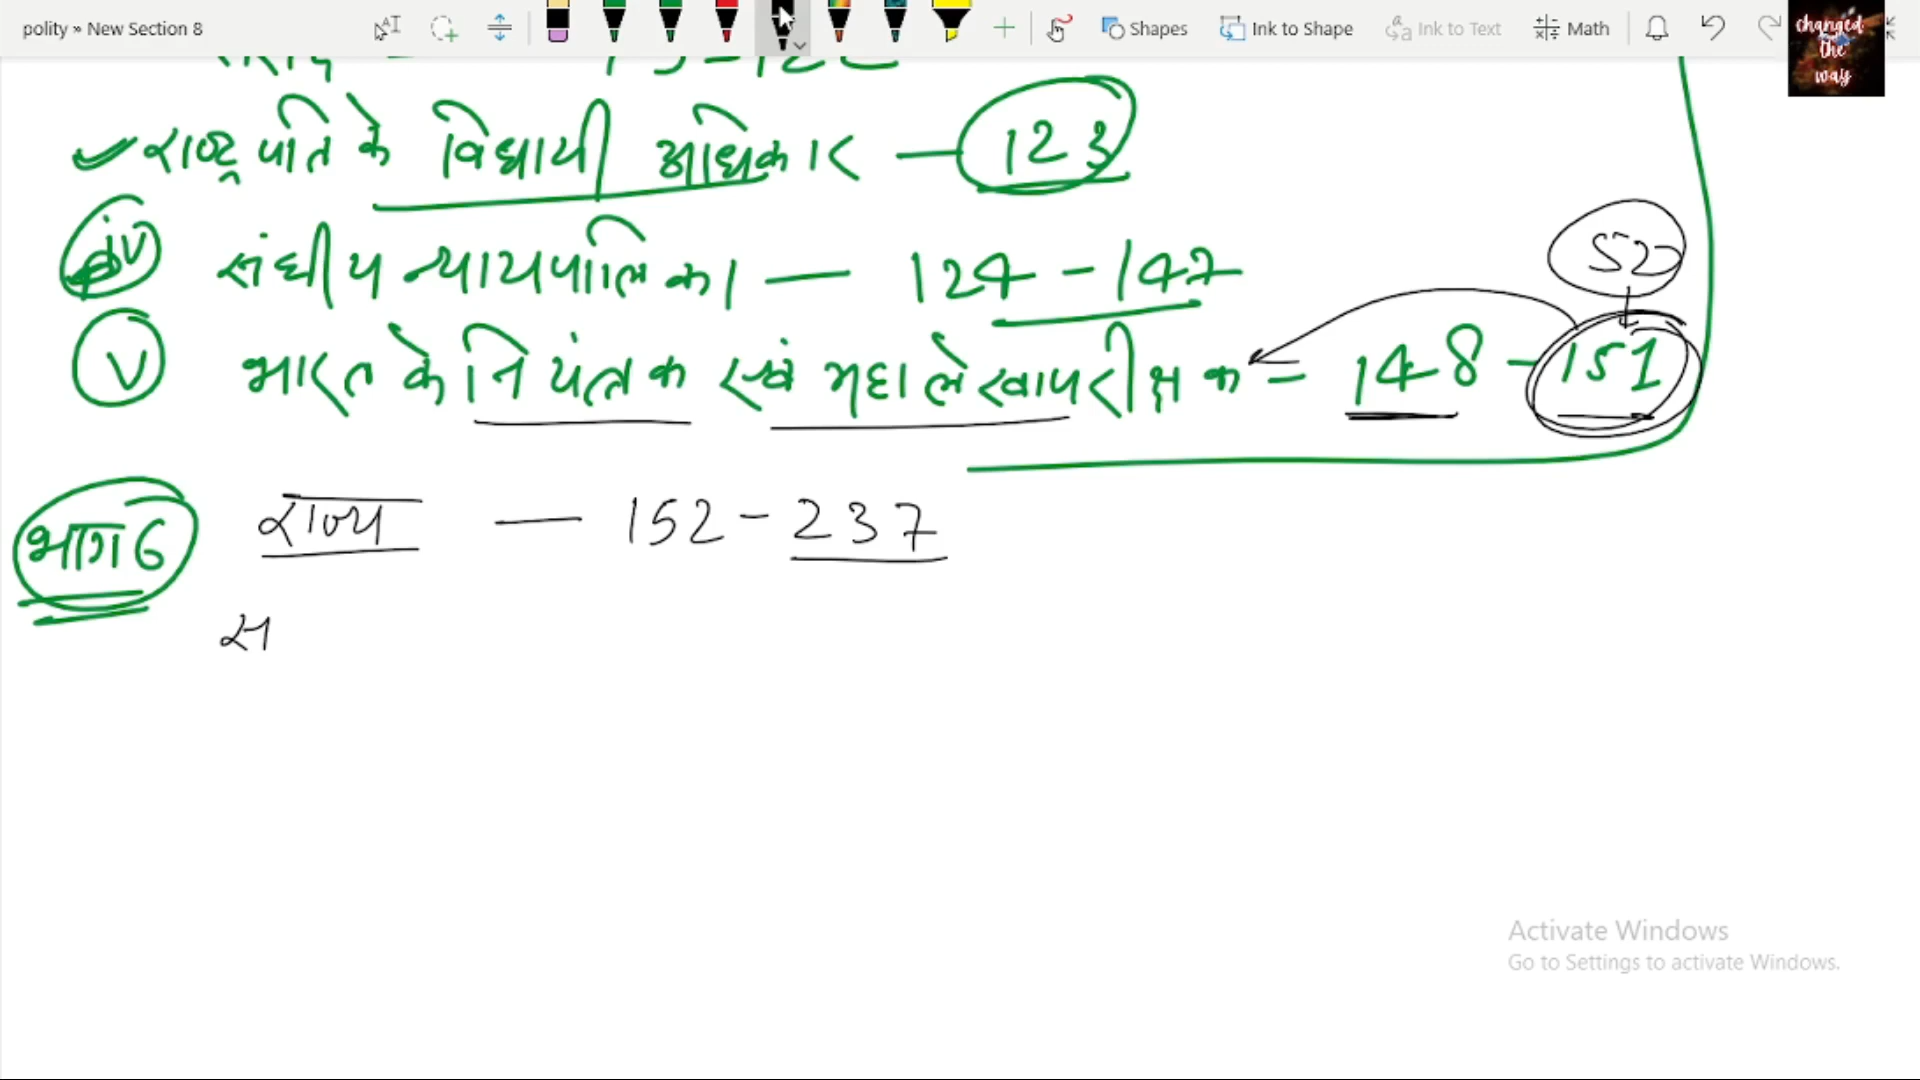 polity » New Section 8
Shapes Ink to Shape Ink to Text Math
changed the way
राष्ट्रपति के विधायी अधिकार — 123
iv संघीय न्यायपालिका — 124 - 147
52
v भारत के नियंत्रक एवं महालेखापरीक्षक = 148 - 151
भाग 6 राज्य — 152 - 237
सा
Activate Windows
Go to Settings to activate Windows.